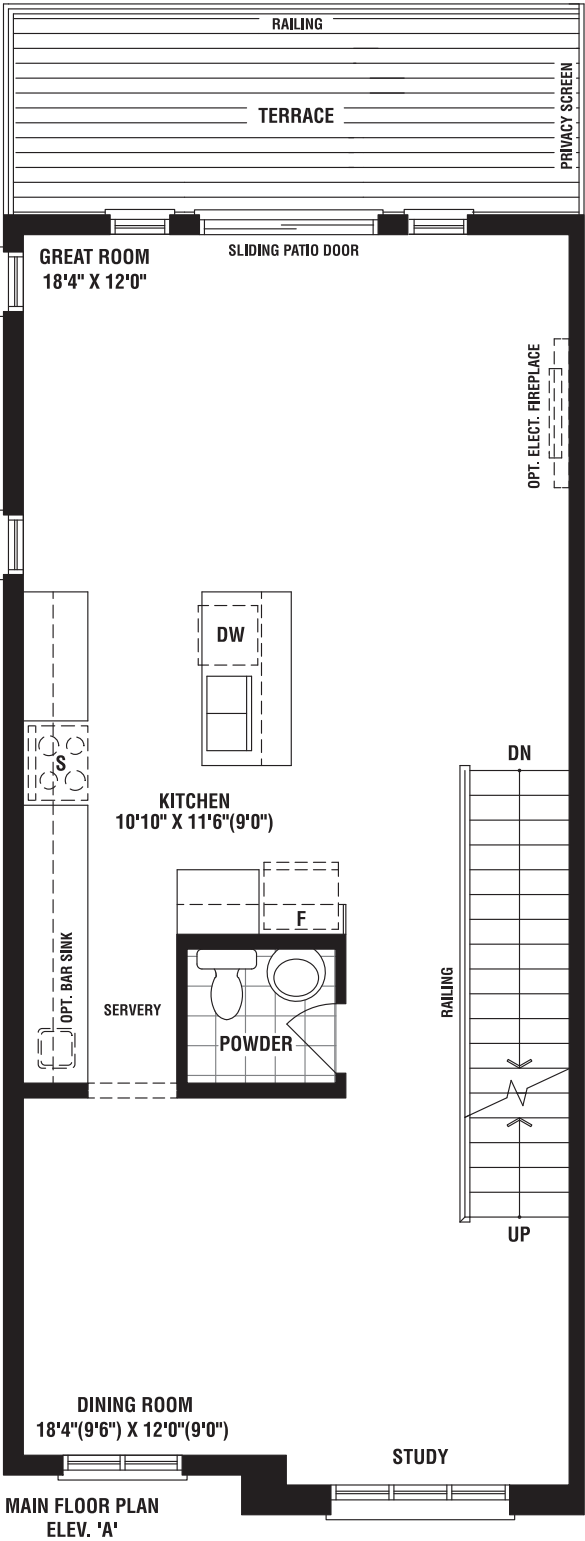 RAILING
TERRACE
PRIVACY SCREEN
GREAT ROOM
18'4" X 12'0"
SLIDING PATIO DOOR
OPT. ELECT. FIREPLACE
DW
S
DN
KITCHEN
10'10" X 11'6"(9'0")
F
OPT. BAR SINK
SERVERY
POWDER
RAILING
UP
DINING ROOM
18'4"(9'6") X 12'0"(9'0")
STUDY
MAIN FLOOR PLAN
ELEV. 'A'